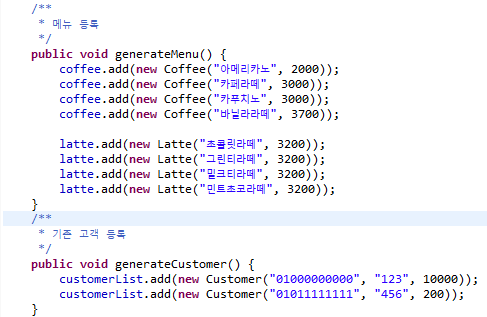 /**
 * 메뉴 등록
 */
public void generateMenu() {
    coffee.add(new Coffee("아메리카노", 2000));
    coffee.add(new Coffee("카페라떼", 3000));
    coffee.add(new Coffee("카푸치노", 3000));
    coffee.add(new Coffee("바닐라라떼", 3700));

    latte.add(new Latte("초콜릿라떼", 3200));
    latte.add(new Latte("그린티라떼", 3200));
    latte.add(new Latte("밀크티라떼", 3200));
    latte.add(new Latte("민트초코라떼", 3200));
}
/**
 * 기존 고객 등록
 */
public void generateCustomer() {
    customerList.add(new Customer("01000000000", "123", 10000));
    customerList.add(new Customer("01011111111", "456", 200));
}